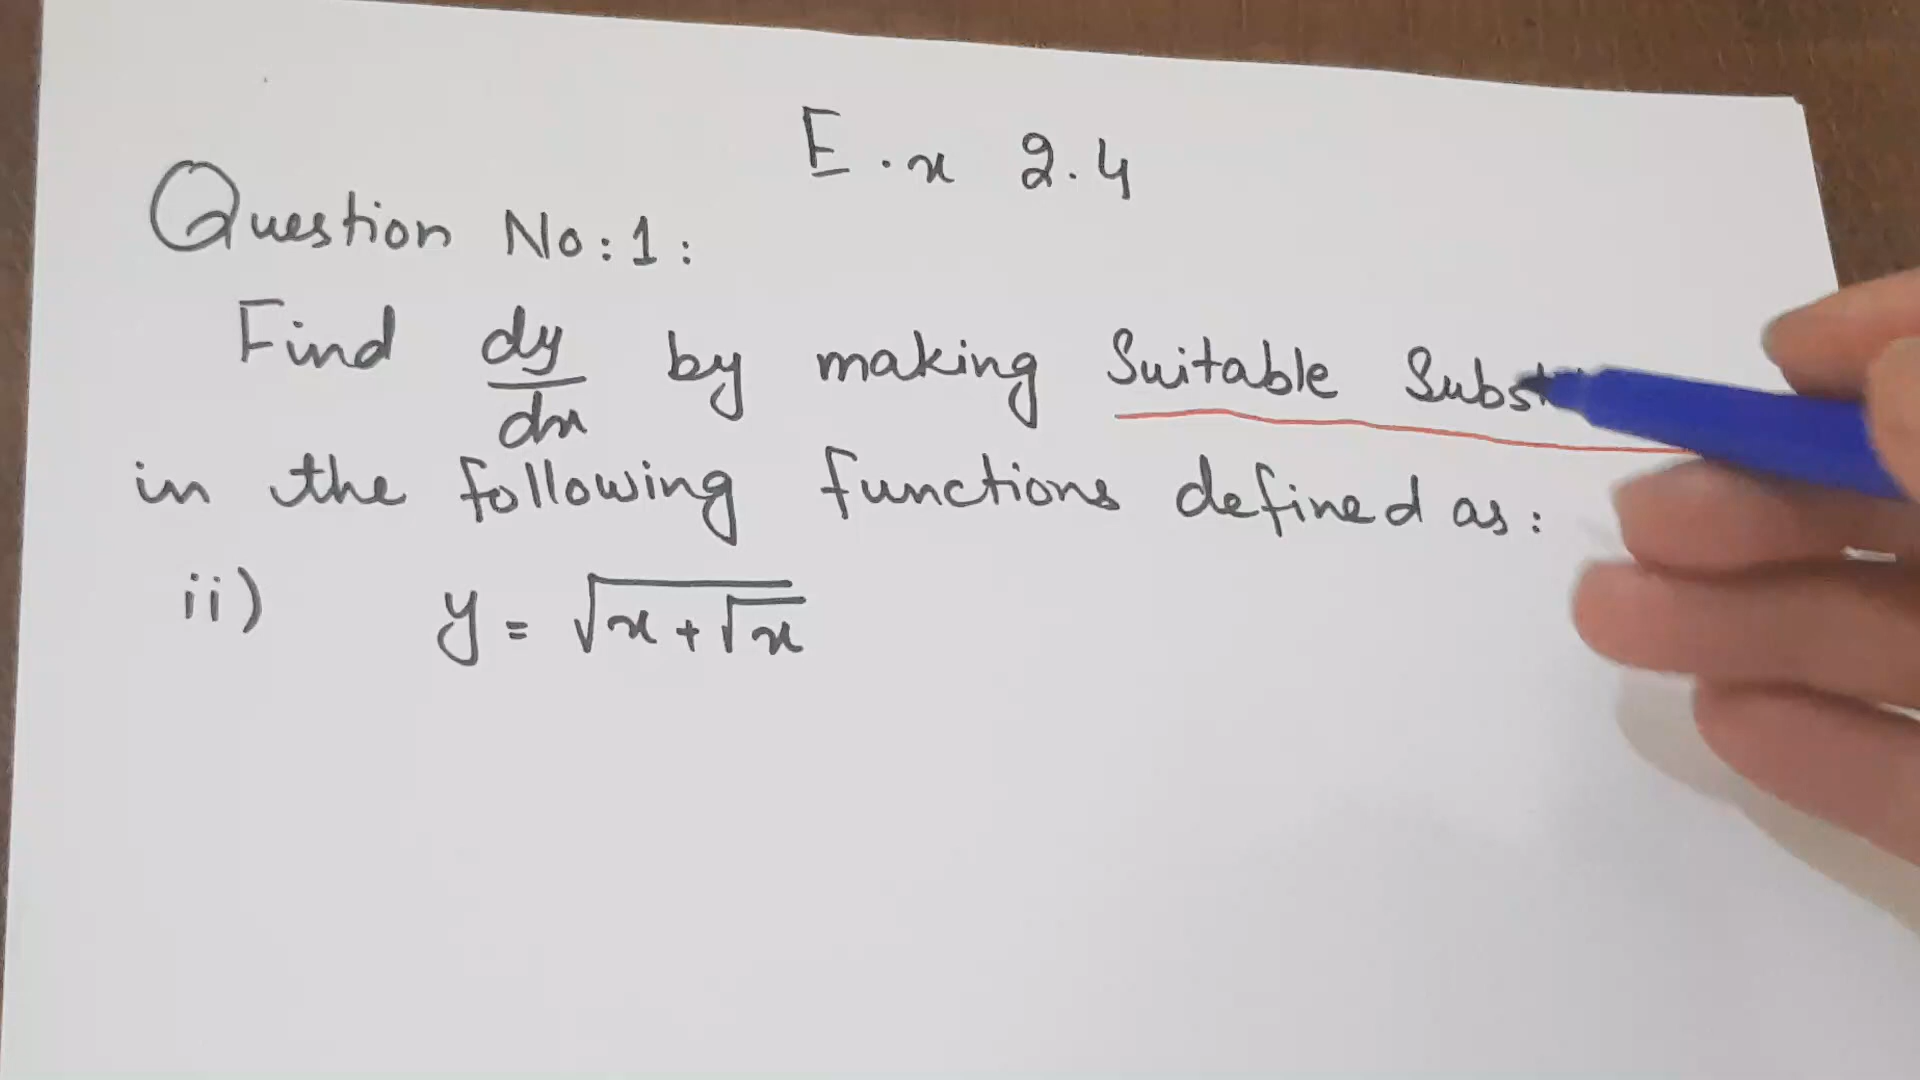 E.x 2.4
Question No:1:
Find dy/dx by making Suitable
in the following functions defined as:
ii) y = √(x + √x)